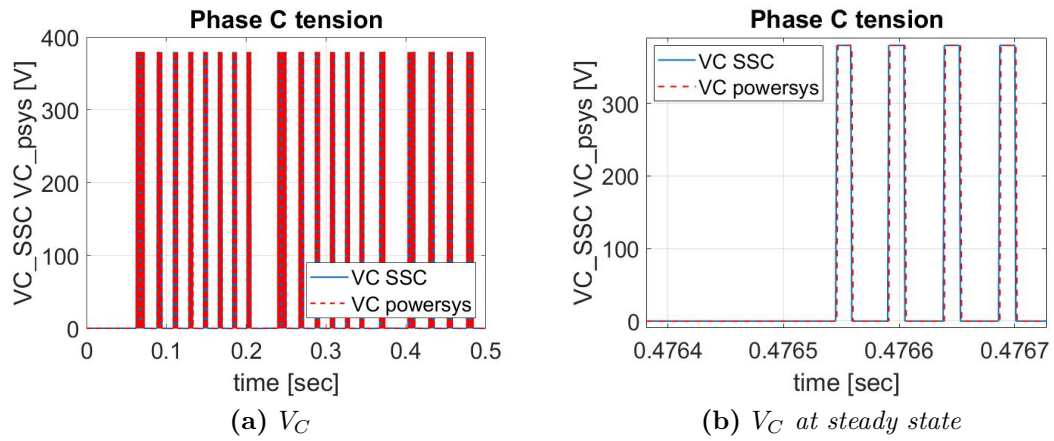 Phase C tension
VC_SSC VC_psys [V]
400
300
200
100
0
VC SSC
VC powersys
0 0.1 0.2 0.3 0.4 0.5
time [sec]
(a) V_C
Phase C tension
VC_SSC VC_psys [V]
VC SSC
VC powersys
300
200
100
0
0.4764 0.4765 0.4766 0.4767
time [sec]
(b) V_C at steady state